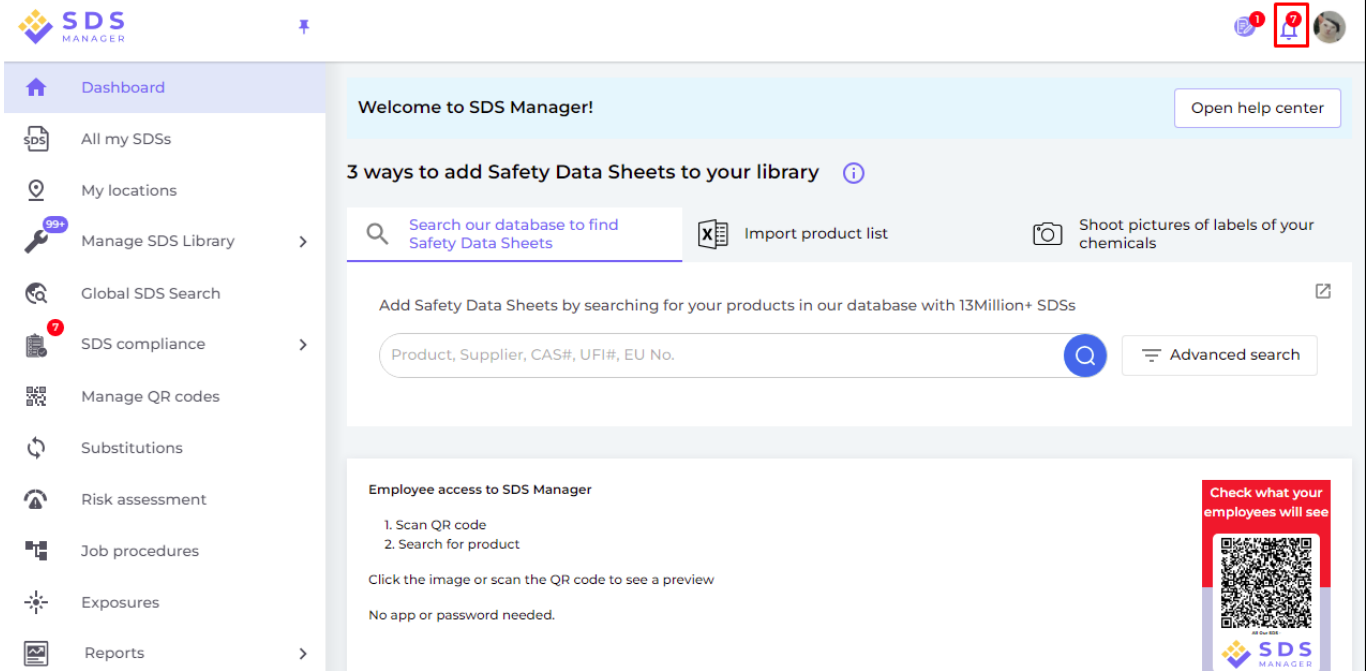 SDS
MANAGER
1
7
Dashboard
SDS
All my SDSs
My locations
99+
Manage SDS Library
Global SDS Search
7
SDS compliance
Manage QR codes
Substitutions
Risk assessment
Job procedures
Exposures
Reports
Welcome to SDS Manager!
Open help center
3 ways to add Safety Data Sheets to your library
Search our database to find
Safety Data Sheets
Import product list
Shoot pictures of labels of your
chemicals
Add Safety Data Sheets by searching for your products in our database with 13Million+ SDSs
Product, Supplier, CAS#, UFI#, EU No.
Advanced search
Employee access to SDS Manager
1. Scan QR code
2. Search for product
Click the image or scan the QR code to see a preview
No app or password needed.
Check what your
employees will see
All Our SDS
SDS
MANAGER